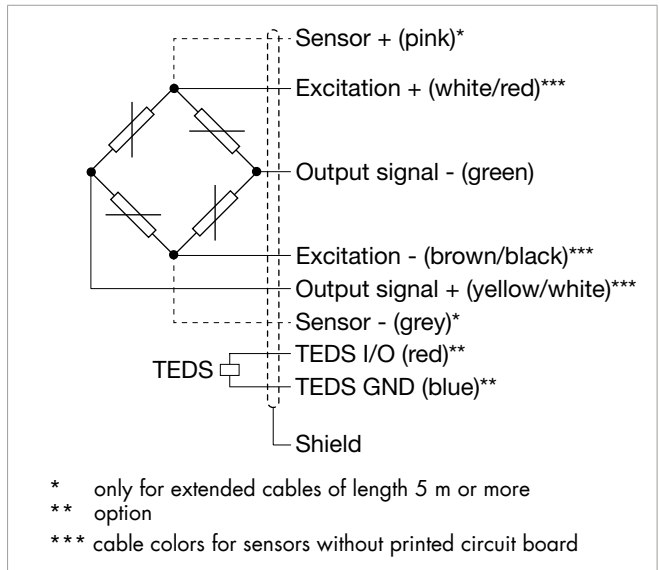 Sensor + (pink)*
Excitation + (white/red)***
Output signal - (green)
Excitation - (brown/black)***
Output signal + (yellow/white)***
Sensor - (grey)*
TEDS I/O (red)**
TEDS
TEDS GND (blue)**
Shield
* only for extended cables of length 5 m or more
** option
*** cable colors for sensors without printed circuit board